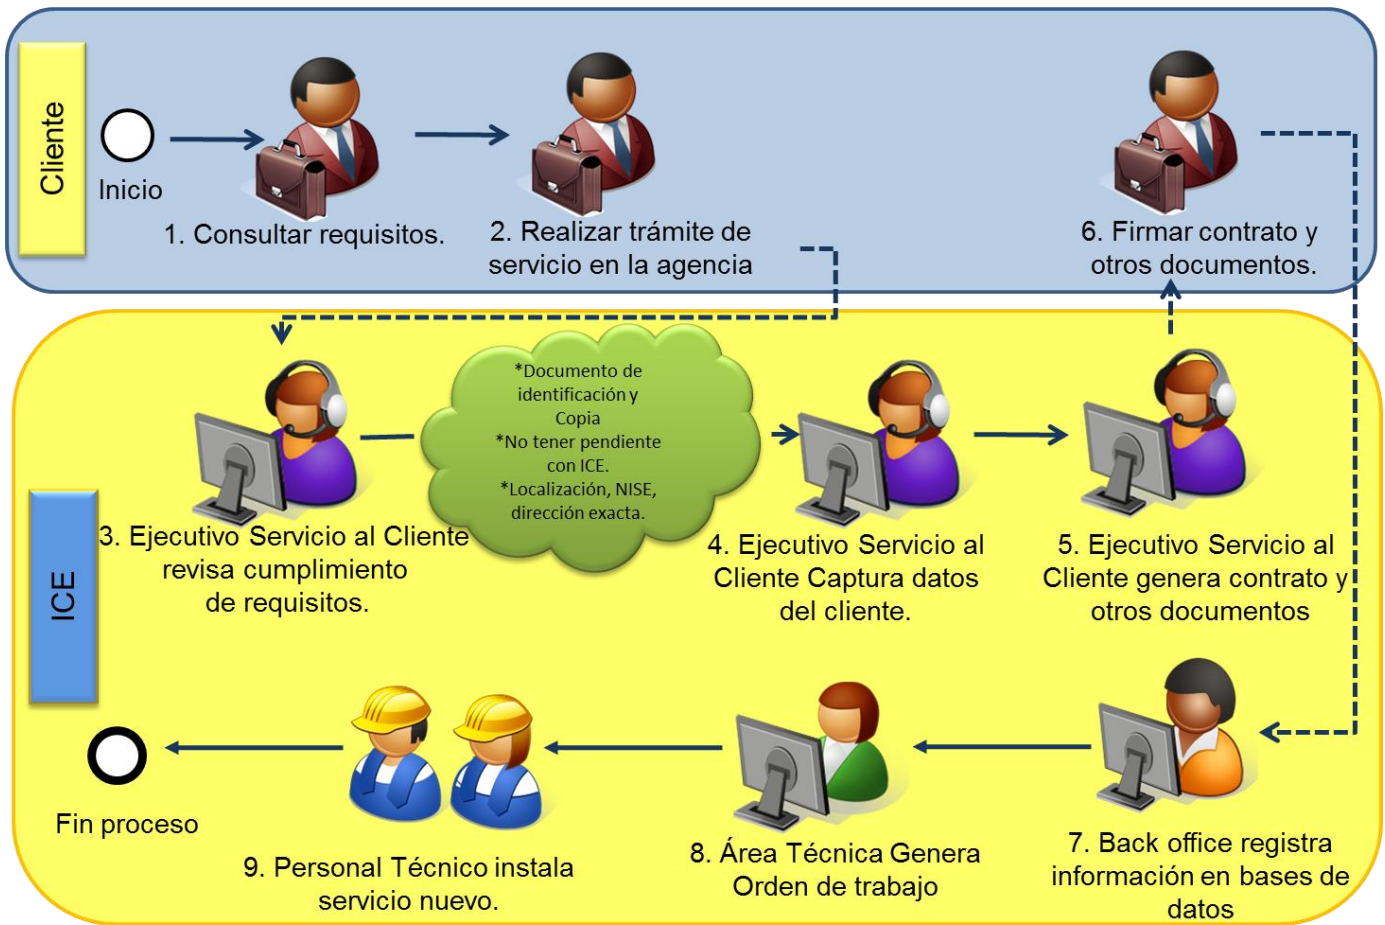 Cliente
Inicio
1. Consultar requisitos.
2. Realizar trámite de
servicio en la agencia
6. Firmar contrato y
otros documentos.
ICE
3. Ejecutivo Servicio al Cliente
revisa cumplimiento
de requisitos.
*Documento de
identificación y
Copia
*No tener pendiente
con ICE.
*Localización, NISE,
dirección exacta.
4. Ejecutivo Servicio al
Cliente Captura datos
del cliente.
5. Ejecutivo Servicio al
Cliente genera contrato y
otros documentos
7. Back office registra
información en bases de
datos
8. Área Técnica Genera
Orden de trabajo
9. Personal Técnico instala
servicio nuevo.
Fin proceso